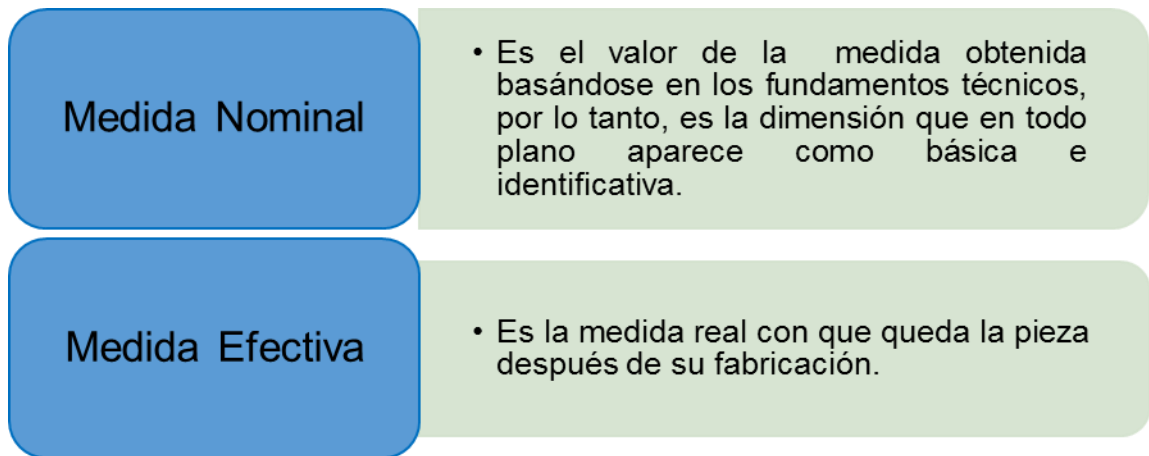 Medida Nominal
• Es el valor de la medida obtenida
basándose en los fundamentos técnicos,
por lo tanto, es la dimensión que en todo
plano aparece como básica e
identificativa.
Medida Efectiva
• Es la medida real con que queda la pieza
después de su fabricación.